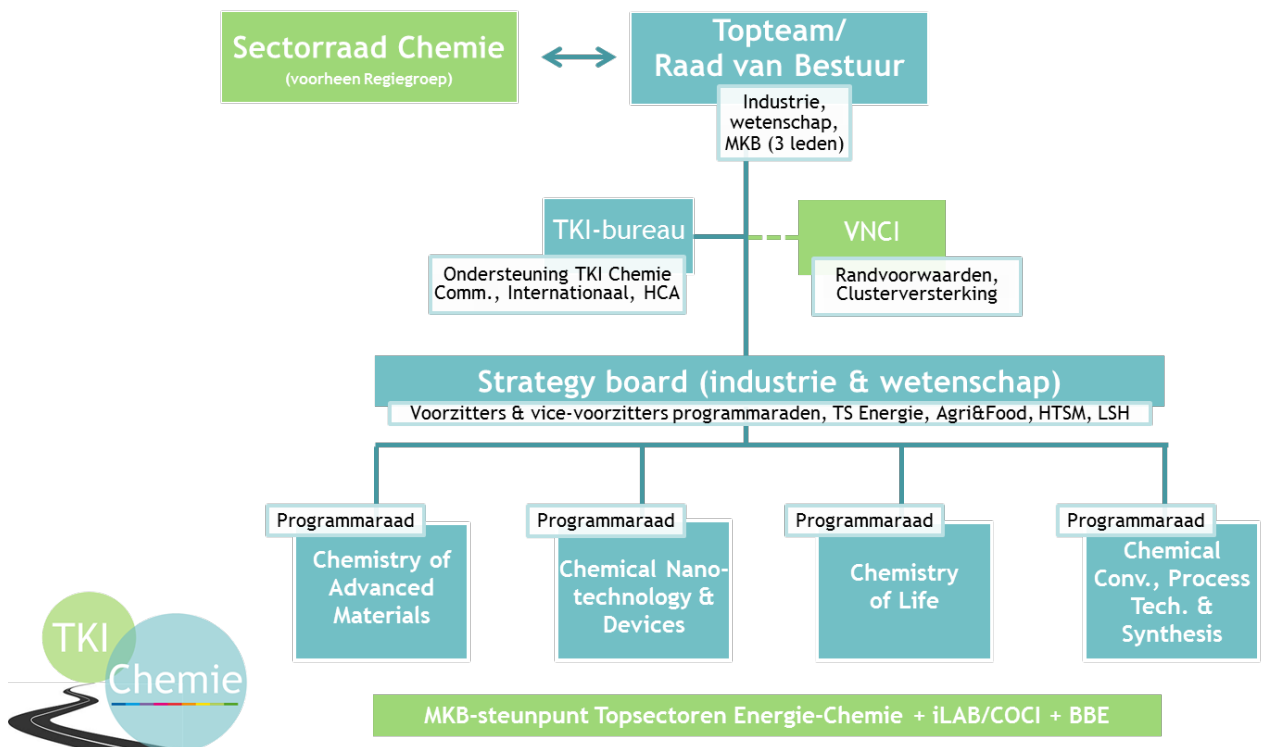 Sectorraad Chemie
(voorheen Regiegroep)
Topteam/
Raad van Bestuur
Industrie,
wetenschap,
MKB (3 leden)
TKI-bureau
Ondersteuning TKI Chemie
Comm., Internationaal, HCA
VNCI
Randvoorwaarden,
Clusterversterking
Strategy board (industrie & wetenschap)
Voorzitters & vice-voorzitters programmaraden, TS Energie, Agri&Food, HTSM, LSH
Programmaraad
Chemistry of
Advanced
Materials
Programmaraad
Chemical Nano-
technology &
Devices
Programmaraad
Chemistry
of Life
Programmaraad
Chemical
Conv., Process
Tech. &
Synthesis
TKI
Chemie
MKB-steunpunt Topsectoren Energie-Chemie + iLAB/COCI + BBE